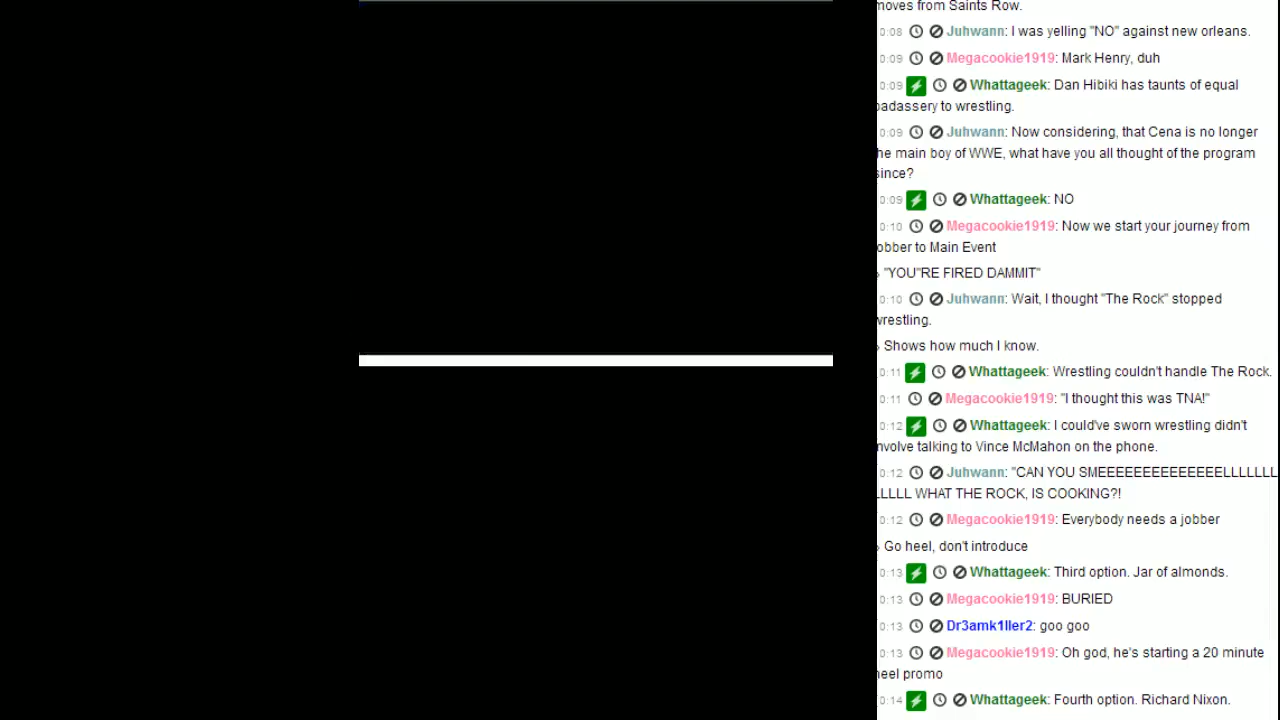 moves from Saints Row.
0:08 Juhwann: I was yelling "NO" against new orleans.
0:09 Megacookie1919: Mark Henry, duh
0:09 Whattageek: Dan Hibiki has taunts of equal
badassery to wrestling.
0:09 Juhwann: Now considering, that Cena is no longer
he main boy of WWE, what have you all thought of the program
since?
0:09 Whattageek: NO
0:10 Megacookie1919: Now we start your journey from
obber to Main Event
» "YOU"RE FIRED DAMMIT"
0:10 Juhwann: Wait, I thought "The Rock" stopped
wrestling.
» Shows how much I know.
0:11 Whattageek: Wrestling couldn't handle The Rock.
0:11 Megacookie1919: "I thought this was TNA!"
0:12 Whattageek: I could've sworn wrestling didn't
nvolve talking to Vince McMahon on the phone.
0:12 Juhwann: "CAN YOU SMEEEEEEEEEEEEEELLLLLLL
LLLLL WHAT THE ROCK, IS COOKING?!
0:12 Megacookie1919: Everybody needs a jobber
» Go heel, don't introduce
0:13 Whattageek: Third option. Jar of almonds.
0:13 Megacookie1919: BURIED
0:13 Dr3amk1ller2: goo goo
0:13 Megacookie1919: Oh god, he's starting a 20 minute
heel promo
0:14 Whattageek: Fourth option. Richard Nixon.